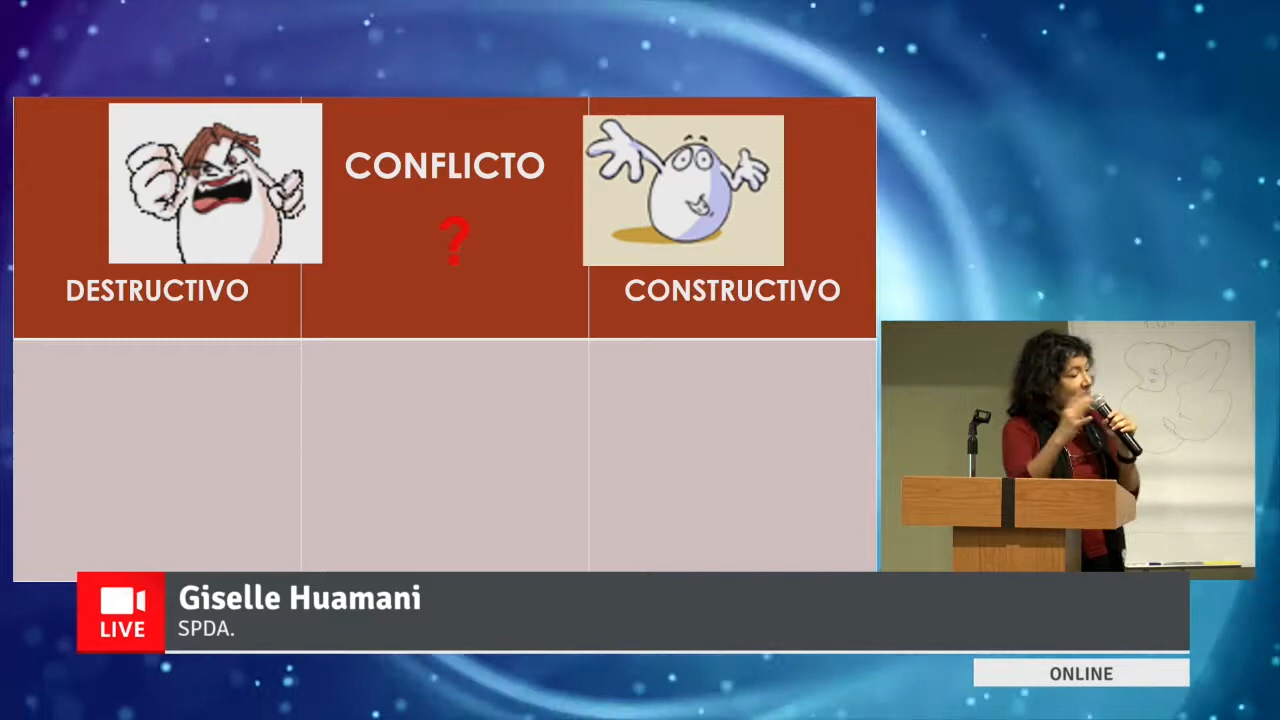 CONFLICTO
?
DESTRUCTIVO
CONSTRUCTIVO
Giselle Huamani
LIVE
SPDA.
ONLINE